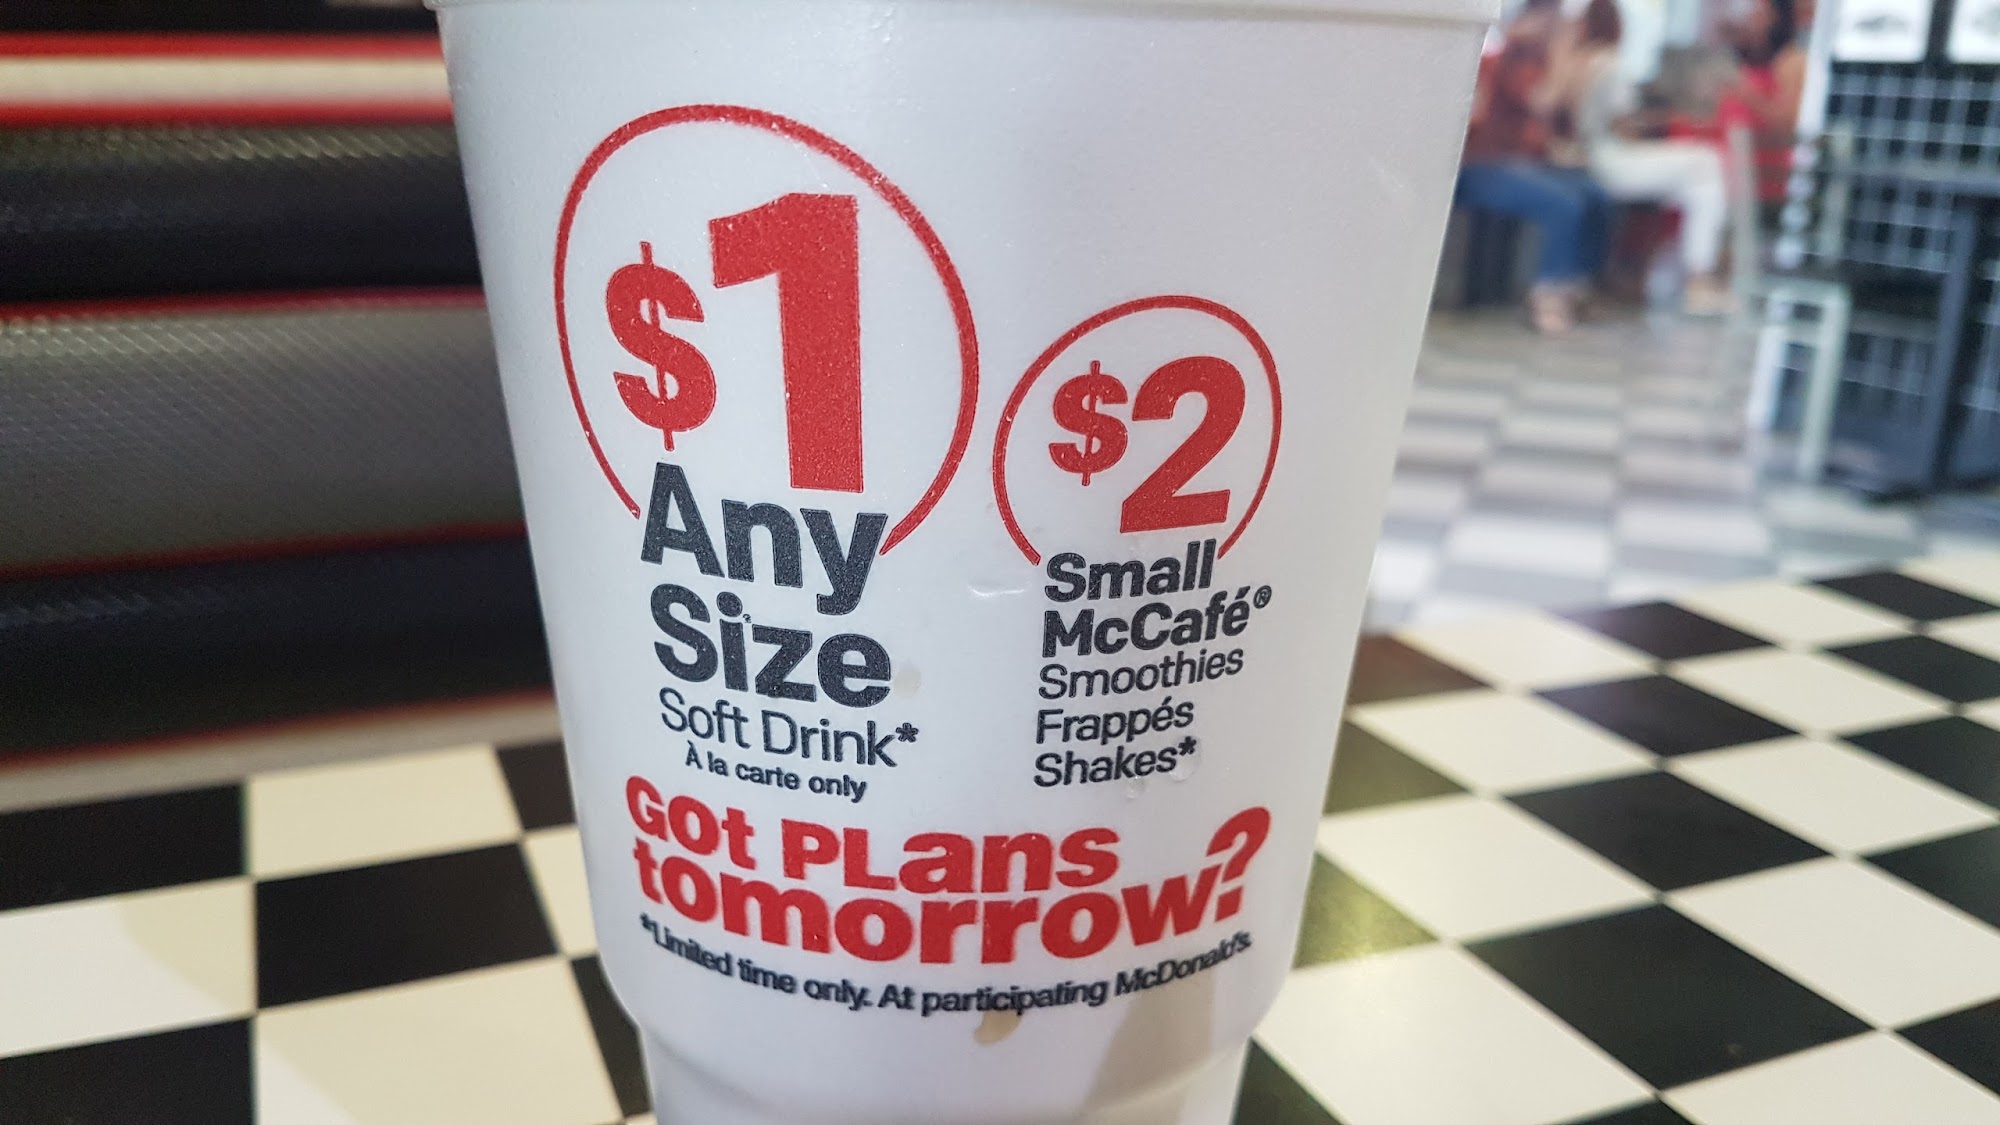 $1
Any
Size
Soft Drink*
À la carte only
$2
Small
McCafé®
Smoothies
Frappés
Shakes*
Got PLans
tomorrow?
*Limited time only. At participating McDonald's.